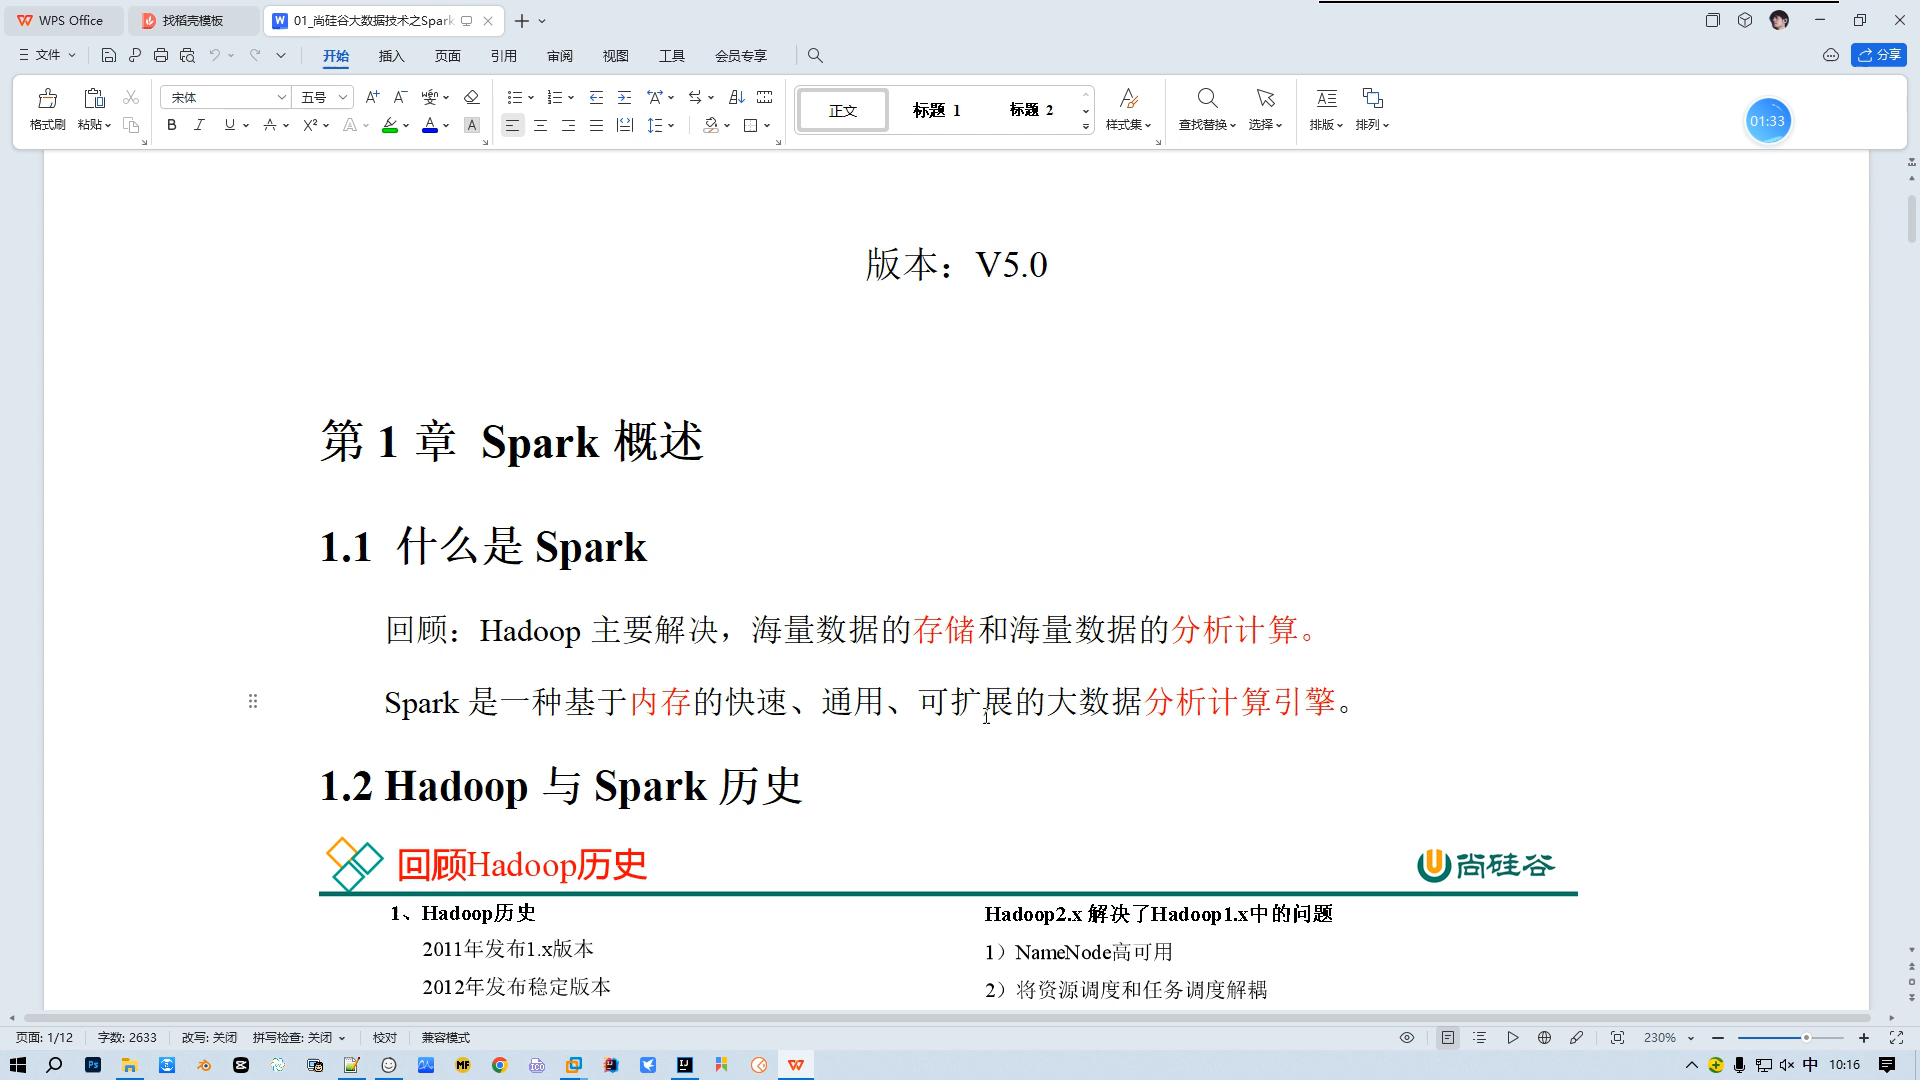 WPS Office
找稻壳模板
01_尚硅谷大数据技术之Spark
文件
开始
插入
页面
引用
审阅
视图
工具
会员专享
分享
格式刷
粘贴
宋体
五号
正文
标题 1
标题 2
样式集
查找替换
选择
排版
排列
01:33
版本：V5.0
第 1 章 Spark 概述
1.1 什么是 Spark
回顾：Hadoop 主要解决，海量数据的存储和海量数据的分析计算。
Spark 是一种基于内存的快速、通用、可扩展的大数据分析计算引擎。
1.2 Hadoop 与 Spark 历史
回顾Hadoop历史
尚硅谷
1、Hadoop历史
2011年发布1.x版本
2012年发布稳定版本
Hadoop2.x 解决了Hadoop1.x中的问题
1）NameNode高可用
2）将资源调度和任务调度解耦
页面: 1/12
字数: 2633
改写: 关闭
拼写检查: 关闭
校对
兼容模式
230%
中
10:16